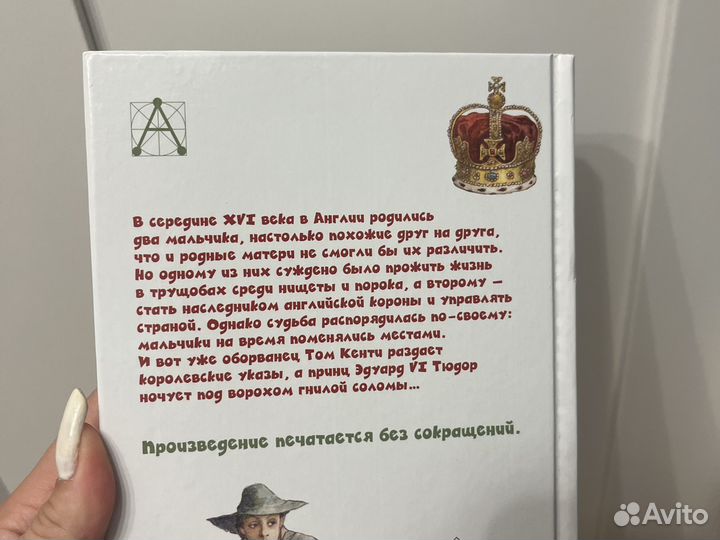 А
В середине XVI века в Англии родились
два мальчика, настолько похожие друг на друга,
что и родные матери не смогли бы их различить.
Но одному из них суждено было прожить жизнь
в трущобах среди нищеты и порока, а второму —
стать наследником английской короны и управлять
страной. Однако судьба распорядилась по-своему:
мальчики на время поменялись местами.
И вот уже оборванец Том Кенти раздает
королевские указы, а принц Эдуард VI Тюдор
ночует под ворохом гнилой соломы...
Произведение печатается без сокращений.
Avito